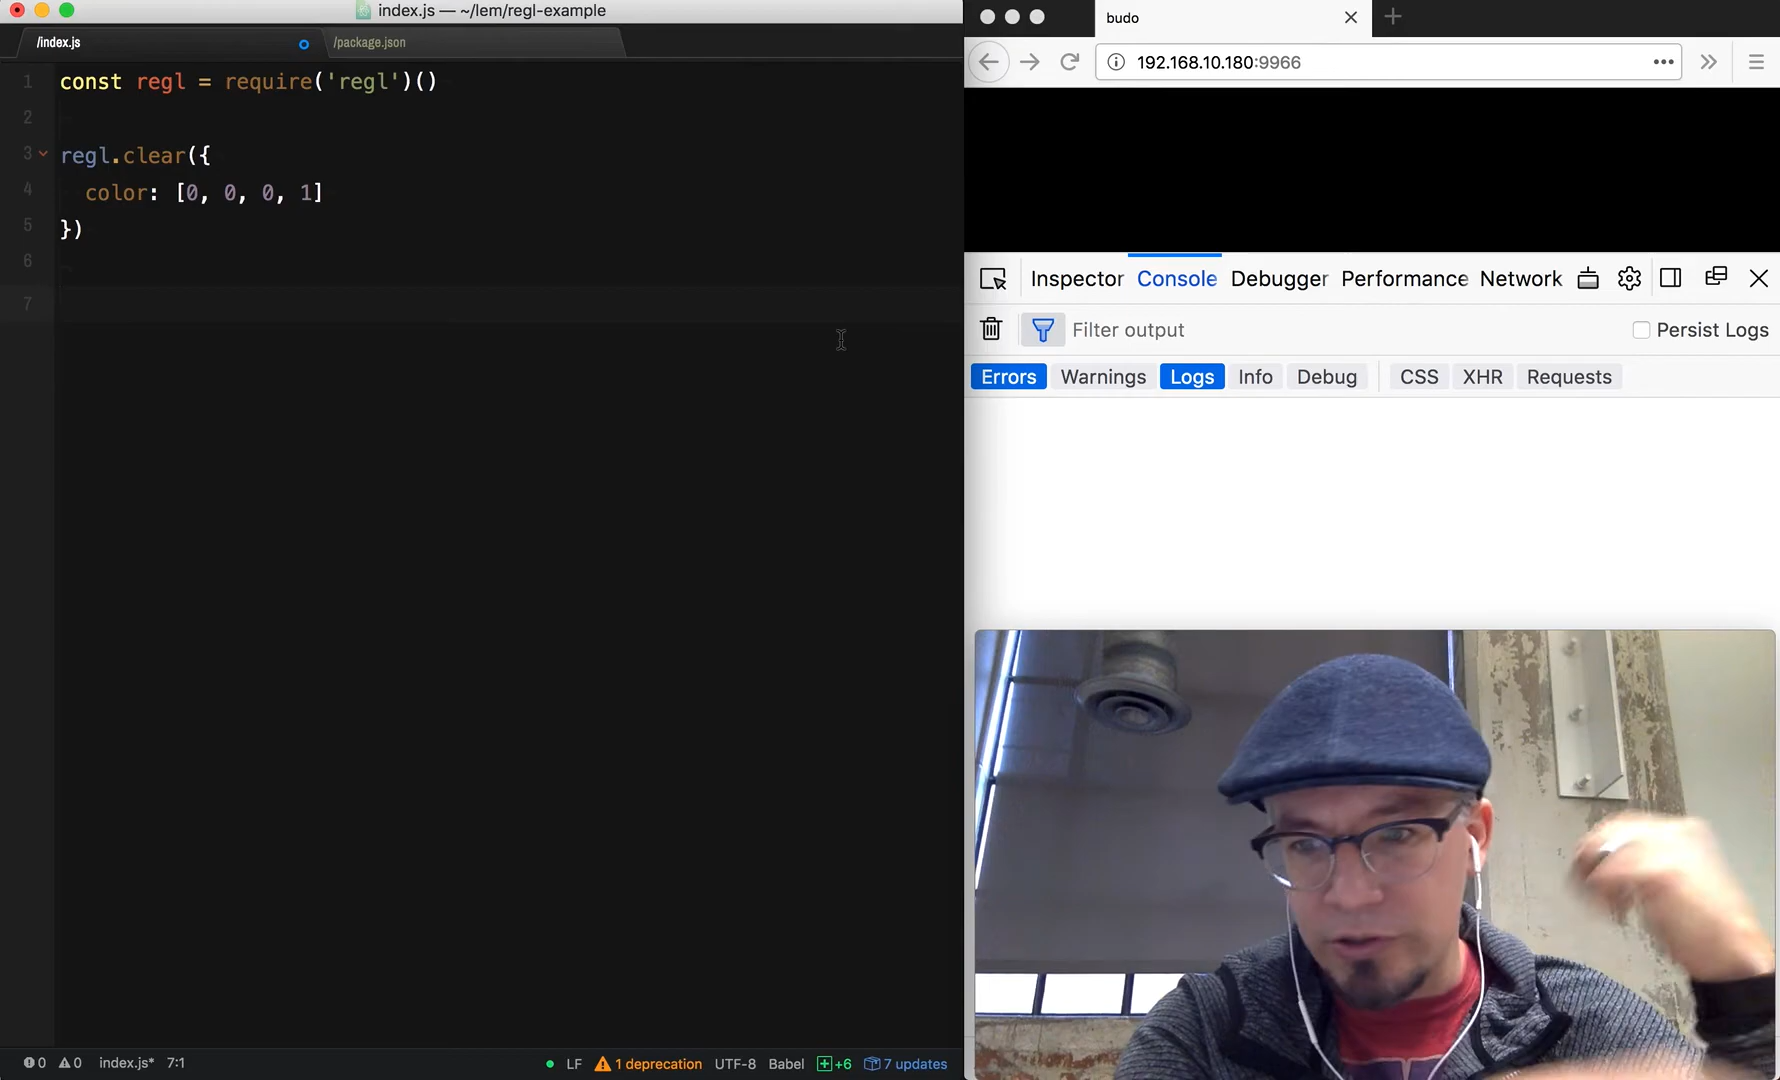 index.js — ~/lem/regl-example
/index.js
/package.json
1 const regl = require('regl')()
2
3 regl.clear({
4 color: [0, 0, 0, 1]
5 })
6
7
0 0 index.js* 7:1
LF 1 deprecation UTF-8 Babel +6 7 updates
budo
192.168.10.180:9966
Inspector Console Debugger Performance Network
Filter output
Persist Logs
Errors Warnings Logs Info Debug CSS XHR Requests